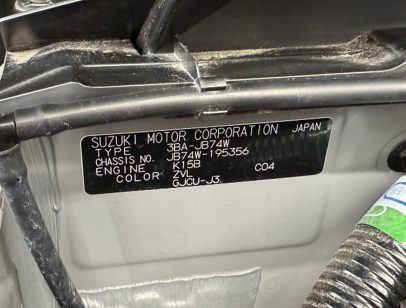 SUZUKI MOTOR CORPORATION JAPAN
TYPE 3BA-JB74W
CHASSIS NO. JB74W-195356
ENGINE K15B C04
COLOR ZVL
GJCU-J3